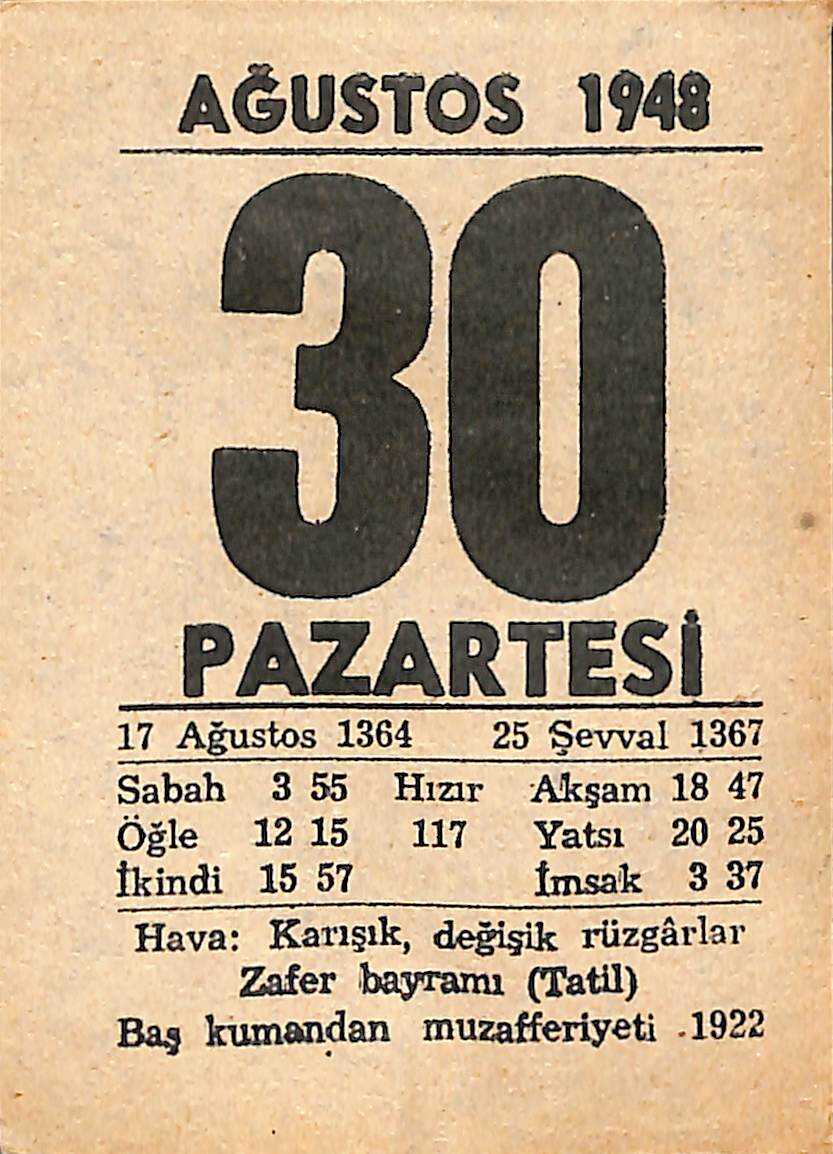 AĞUSTOS 1948
30
PAZARTESİ
17 Ağustos 1364 25 Şevval 1367
Sabah 3 55 Hızır Akşam 18 47
Öğle 12 15 117 Yatsı 20 25
İkindi 15 57 İmsak 3 37
Hava: Karışık, değişik rüzgârlar
Zafer bayramı (Tatil)
Baş kumandan muzafferiyeti .1922